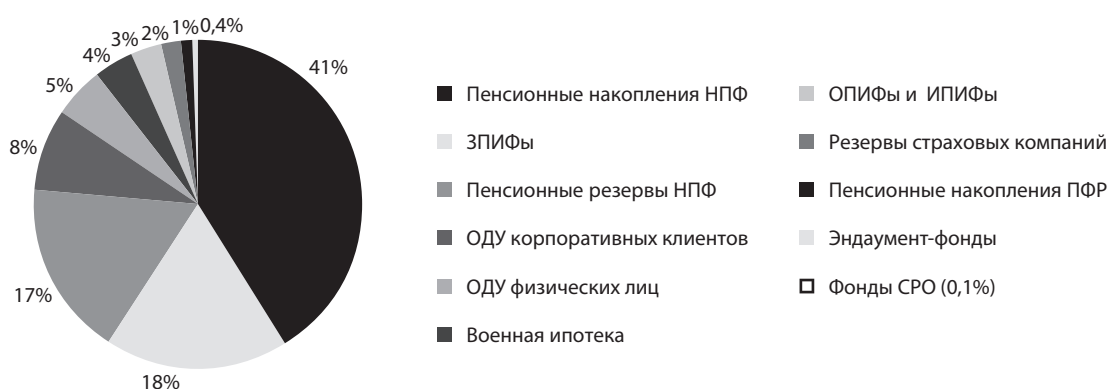 1%
0,4%
2%
3%
4%
5%
8%
17%
18%
41%
Пенсионные накопления НПФ
ЗПИФы
Пенсионные резервы НПФ
ОДУ корпоративных клиентов
ОДУ физических лиц
Военная ипотека
ОПИФы и ИПИФы
Резервы страховых компаний
Пенсионные накопления ПФР
Эндаумент-фонды
Фонды СРО (0,1%)